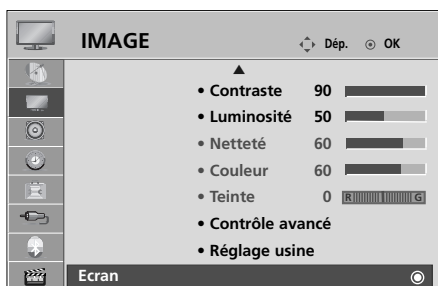 IMAGE Dép. OK
• Contraste 90
• Luminosité 50
• Netteté 60
• Couleur 60
• Teinte 0 R G
• Contrôle avancé
• Réglage usine
Ecran